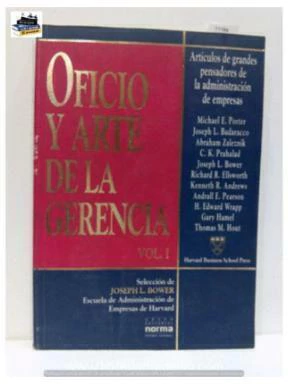 OFICIO
Y ARTE
DE LA
GERENCIA
VOL. I
Selección de
JOSEPH L. BOWER
Escuela de Administración de
Empresas de Harvard
Artículos de grandes
pensadores de
la administración
de empresas
Michael E. Porter
Joseph L. Badaracco
Abraham Zaleznik
C. K. Prahalad
Joseph L. Bower
Richard R. Ellsworth
Kenneth R. Andrews
Andrall E. Pearson
H. Edward Wrapp
Gary Hamel
Thomas M. Hout
Harvard Business School Press
norma